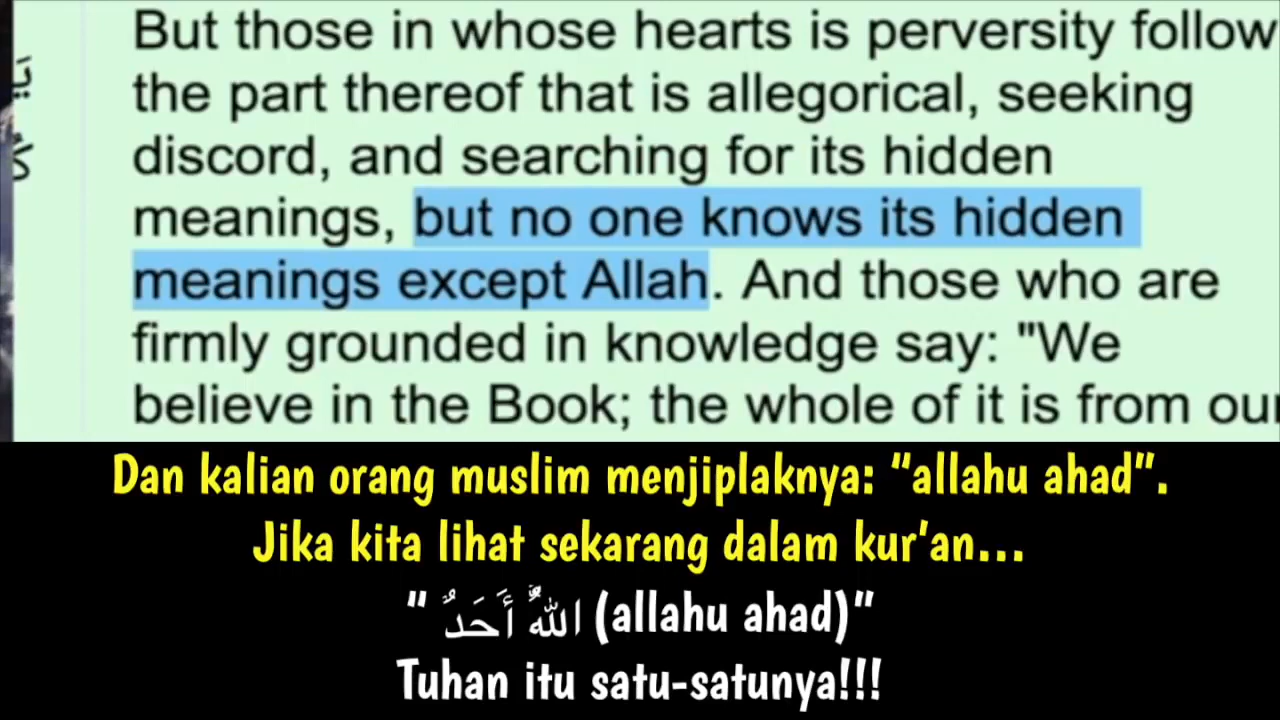 But those in whose hearts is perversity follow
the part thereof that is allegorical, seeking
discord, and searching for its hidden
meanings, but no one knows its hidden
meanings except Allah. And those who are
firmly grounded in knowledge say: "We
believe in the Book; the whole of it is from our
Dan kalian orang muslim menjiplaknya: “allahu ahad”.
Jika kita lihat sekarang dalam kur’an...
“ اللهُ أَحَدٌ (allahu ahad)”
Tuhan itu satu-satunya!!!